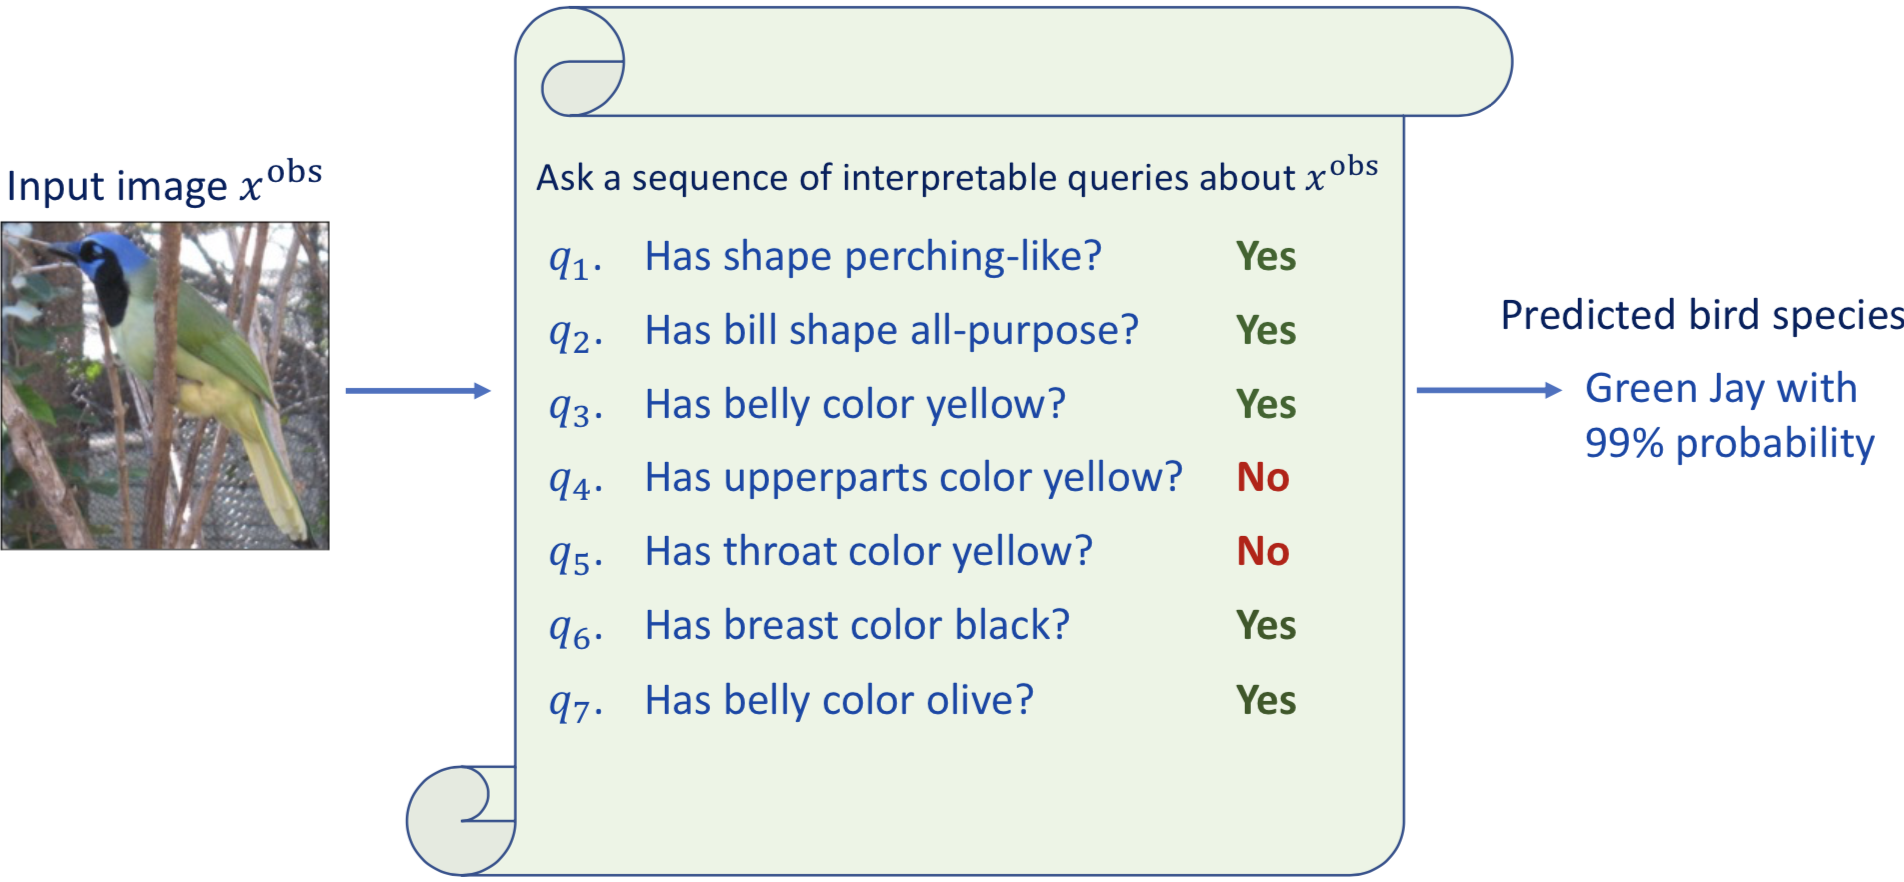 Input image x^obs
Ask a sequence of interpretable queries about x^obs
q₁. Has shape perching-like? Yes
q₂. Has bill shape all-purpose? Yes
q₃. Has belly color yellow? Yes
q₄. Has upperparts color yellow? No
q₅. Has throat color yellow? No
q₆. Has breast color black? Yes
q₇. Has belly color olive? Yes
Predicted bird species
Green Jay with
99% probability